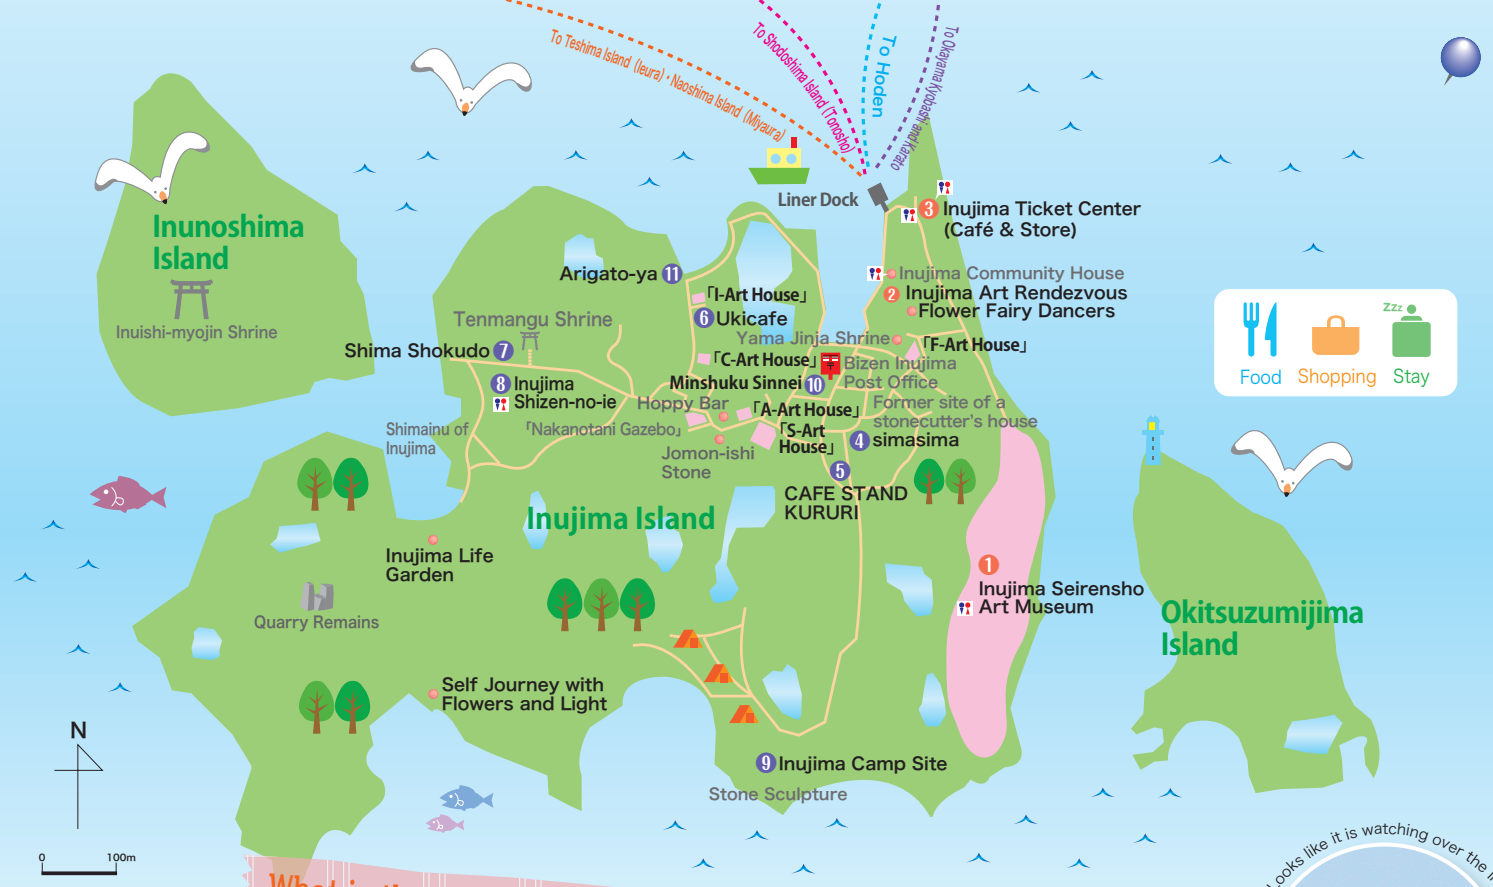 To Teshima Island (Ieura)・Naoshima Island (Miyaura)
To Shodoshima Island (Tonosho)
To Hoden
To Okayama Kyobashi and Karato
Liner Dock
Inunoshima
Island
Inuishi-myojin Shrine
3 Inujima Ticket Center
(Café & Store)
Inujima Community House
2 Inujima Art Rendezvous
Flower Fairy Dancers
Arigato-ya 11
「I-Art House」
6 Ukicafe
Tenmangu Shrine
Yama Jinja Shrine
「F-Art House」
Shima Shokudo 7
「C-Art House」
Bizen Inujima
Post Office
8 Inujima
Shizen-no-ie
Minshuku Sinnei 10
Hoppy Bar
「A-Art House」
Former site of a
stonecutter's house
Shimainu of
Inujima
「Nakanotani Gazebo」
「S-Art
House」
4 simasima
Jomon-ishi
Stone
5
CAFE STAND
KURURI
Zzz
Food
Shopping
Stay
Inujima Island
Inujima Life
Garden
1
Inujima Seirensho
Art Museum
Quarry Remains
Okitsuzumijima
Island
Self Journey with
Flowers and Light
N
9 Inujima Camp Site
Stone Sculpture
0 100m
Looks like it is watching over the